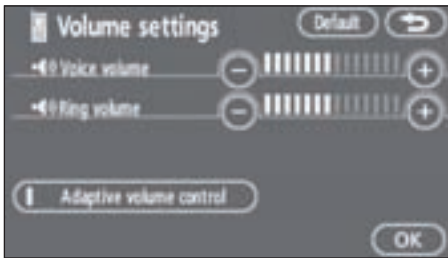 Volume settings Default
Voice volume
Ring volume
Adaptive volume control
OK